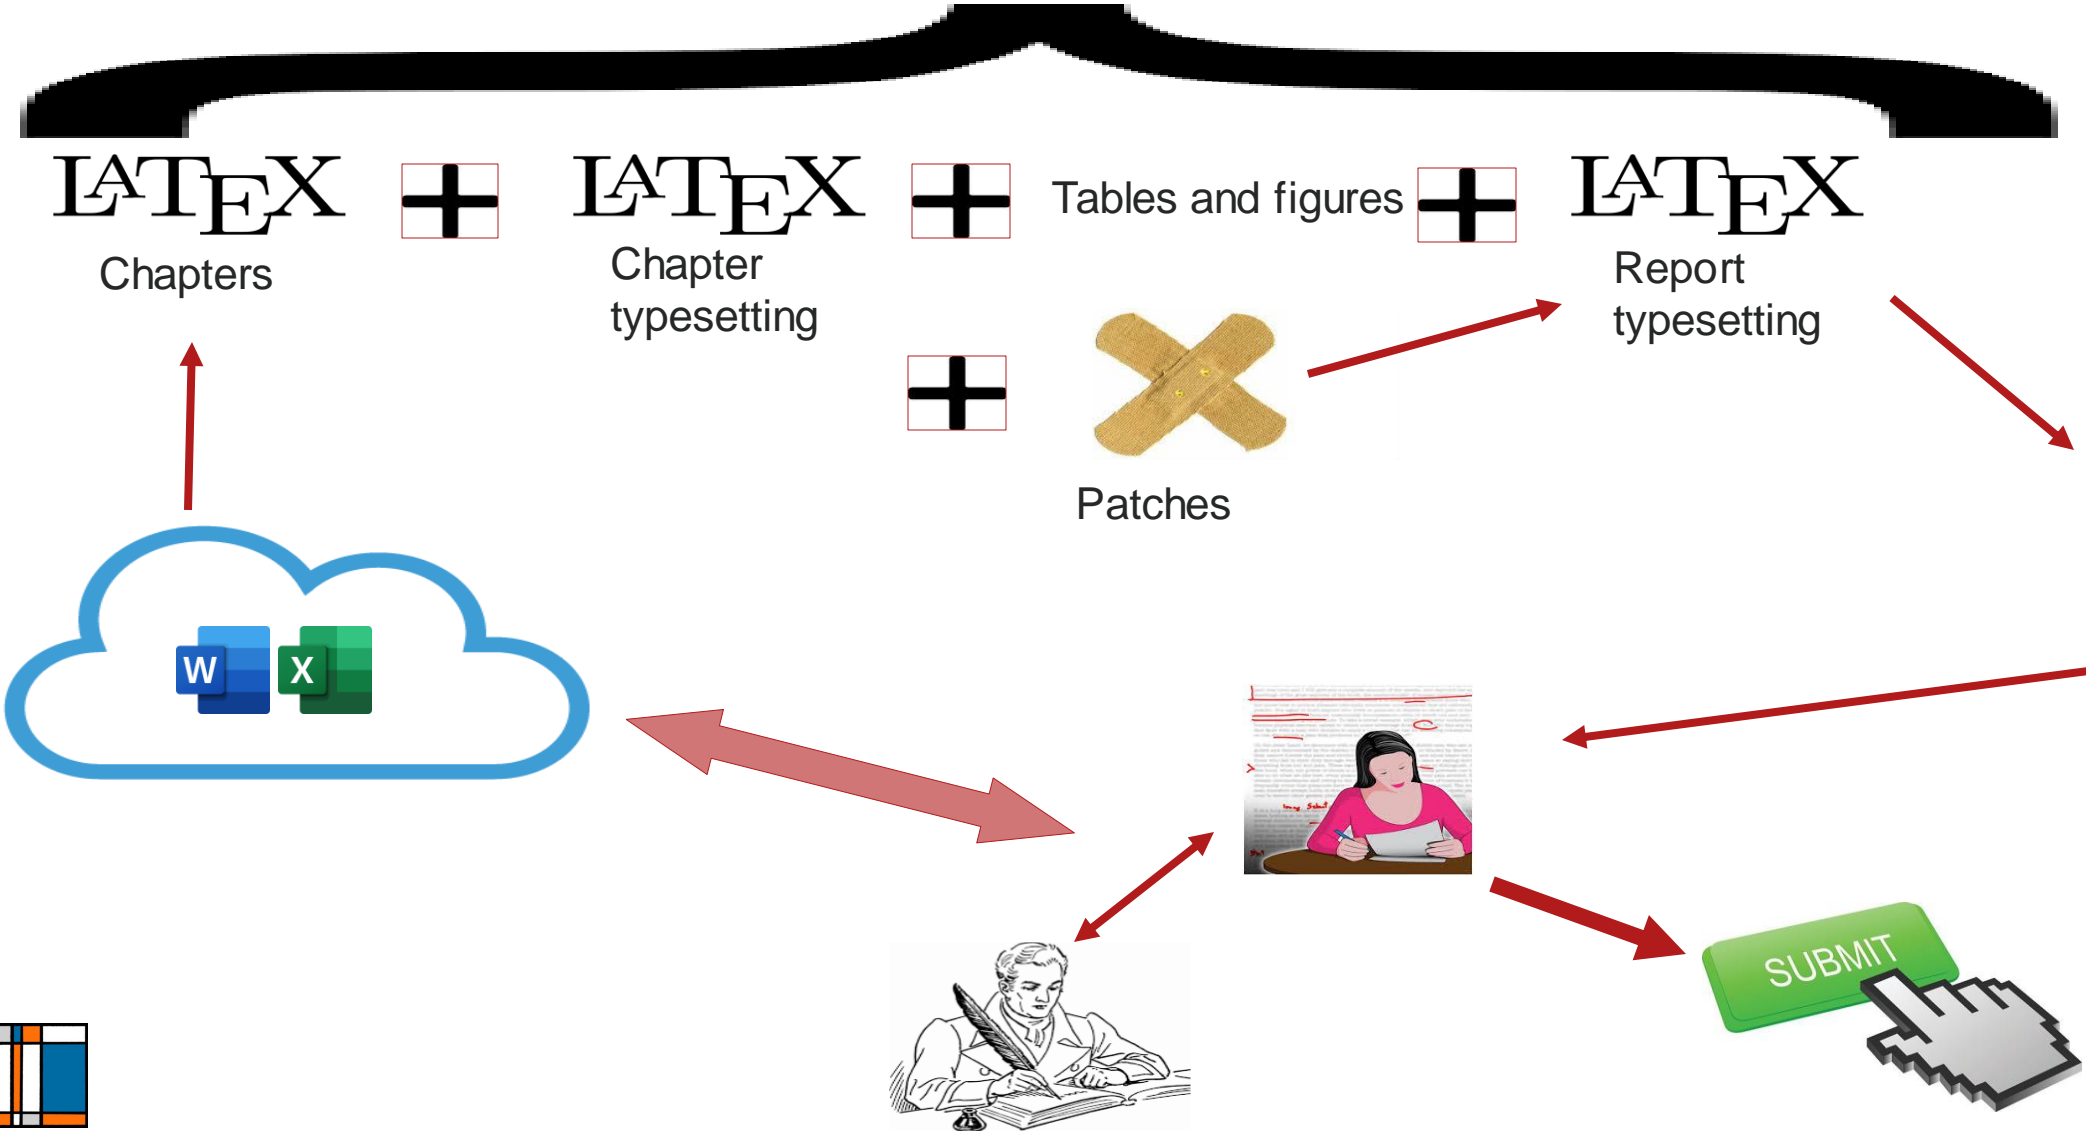 LATEX
LATEX
Tables and figures
LATEX
Chapters
Chapter
typesetting
Report
typesetting
Patches
W
X
SUBMIT